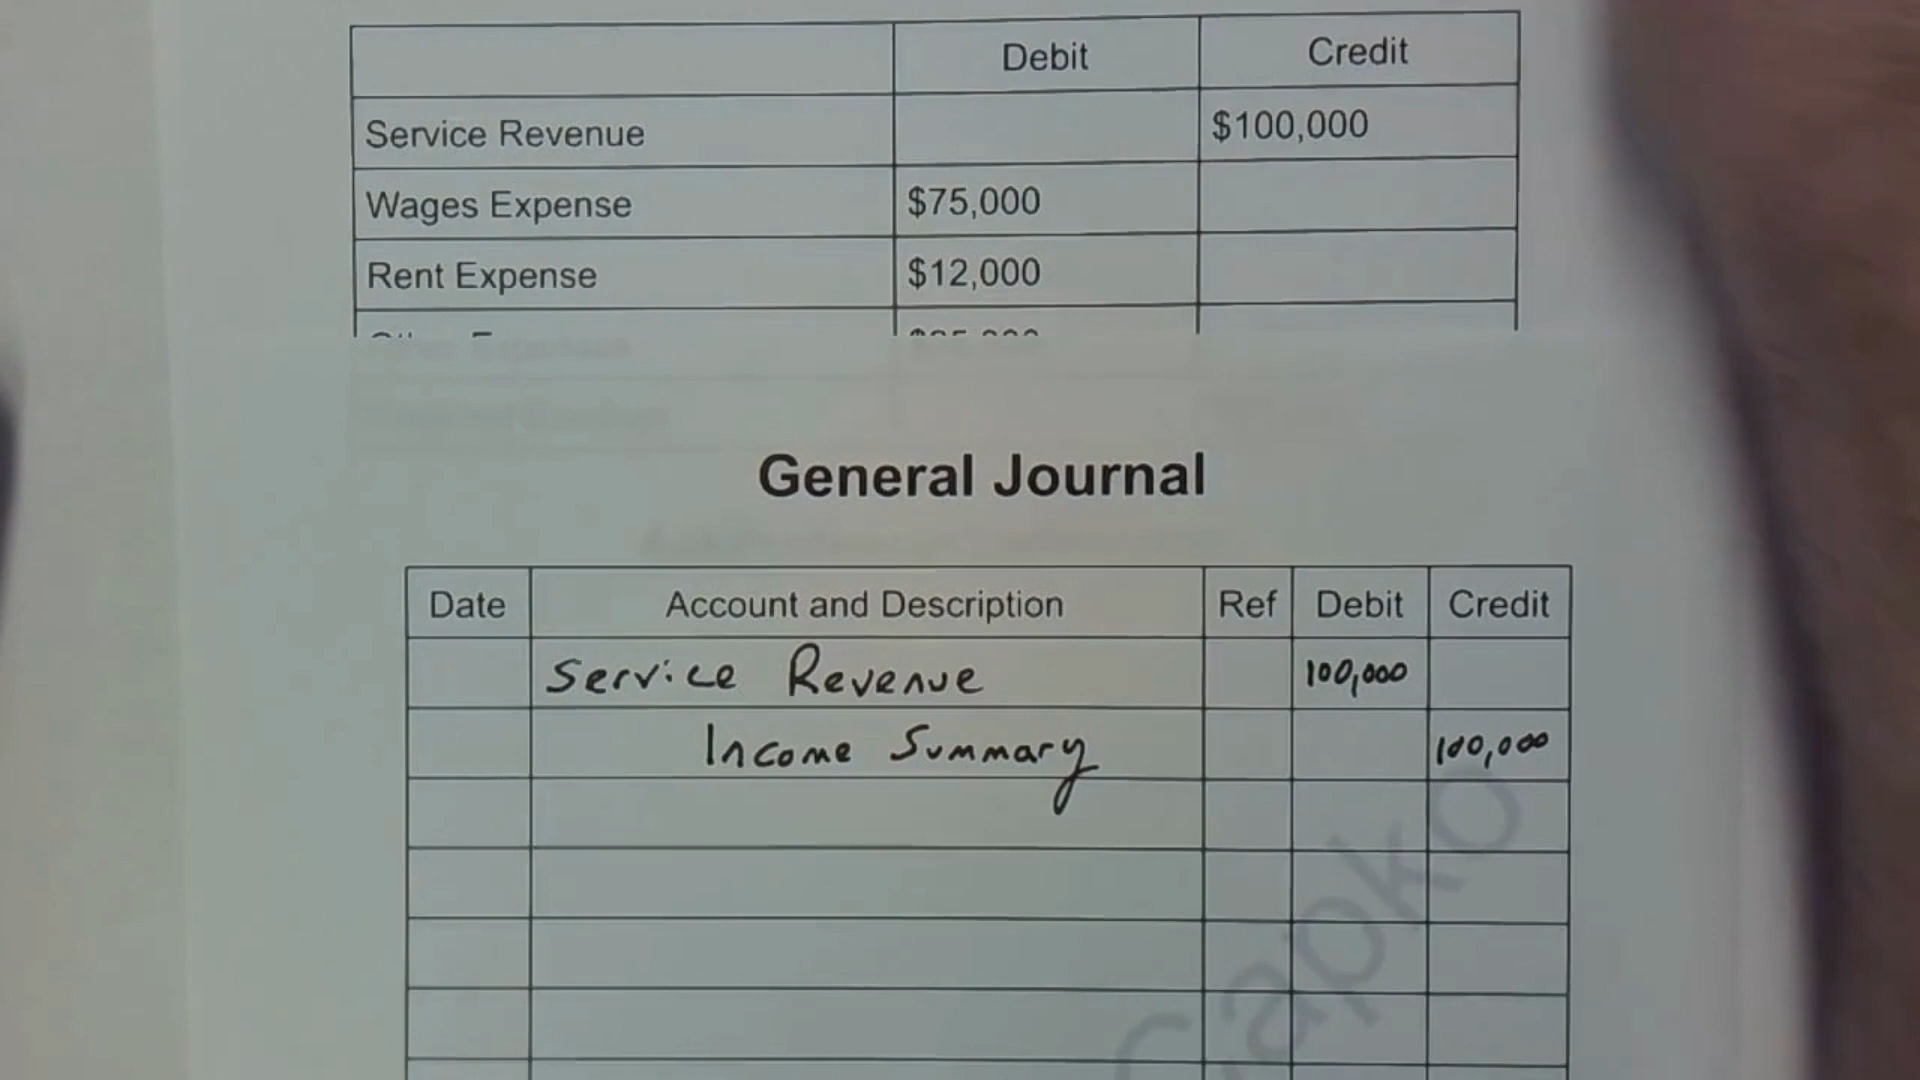 Debit Credit
Service Revenue $100,000
Wages Expense $75,000
Rent Expense $12,000
General Journal
Date Account and Description Ref Debit Credit
Service Revenue 100,000
Income Summary 100,000
Capko